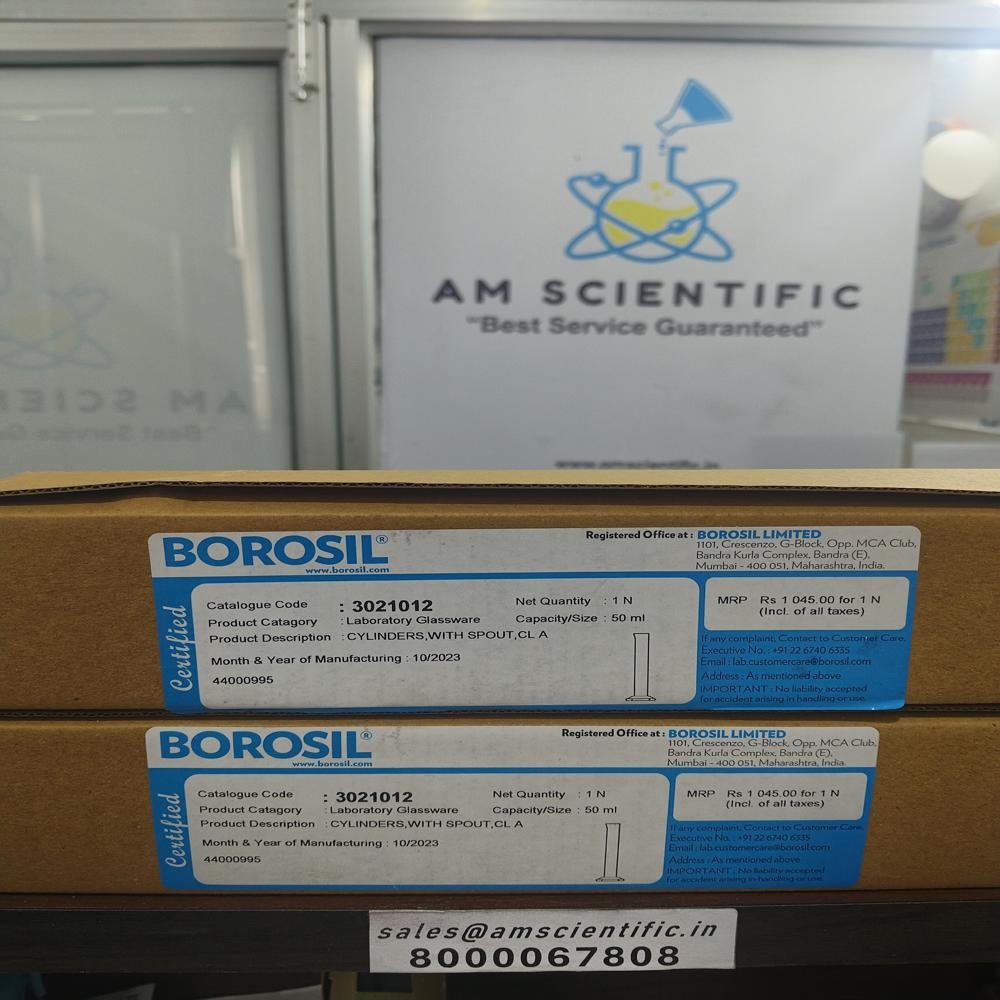 AM SCIENTIFIC
"Best Service Guaranteed"
www.amscientific.in
BOROSIL®
www.borosil.com
Registered Office at : BOROSIL LIMITED
1101, Crescenzo, G-Block, Opp. MCA Club,
Bandra Kurla Complex, Bandra (E),
Mumbai - 400 051, Maharashtra, India.
Certified
Catalogue Code : 3021012
Net Quantity : 1 N
Product Catagory : Laboratory Glassware
Capacity/Size : 50 ml
Product Description : CYLINDERS,WITH SPOUT,CL A
Month & Year of Manufacturing : 10/2023
44000995
MRP Rs 1 045.00 for 1 N
(Incl. of all taxes)
If any complaint, Contact to Customer Care,
Executive No. : +91 22 6740 6335
Email : lab.customercare@borosil.com
Address : As mentioned above
IMPORTANT : No liability accepted
for accident arising in handling or use.
BOROSIL®
www.borosil.com
Registered Office at : BOROSIL LIMITED
1101, Crescenzo, G-Block, Opp. MCA Club,
Bandra Kurla Complex, Bandra (E),
Mumbai - 400 051, Maharashtra, India.
Certified
Catalogue Code : 3021012
Net Quantity : 1 N
Product Catagory : Laboratory Glassware
Capacity/Size : 50 ml
Product Description : CYLINDERS,WITH SPOUT,CL A
Month & Year of Manufacturing : 10/2023
44000995
MRP Rs 1 045.00 for 1 N
(Incl. of all taxes)
If any complaint, Contact to Customer Care,
Executive No. : +91 22 6740 6335
Email : lab.customercare@borosil.com
Address : As mentioned above
IMPORTANT : No liability accepted
for accident arising in handling or use.
sales@amscientific.in
8000067808